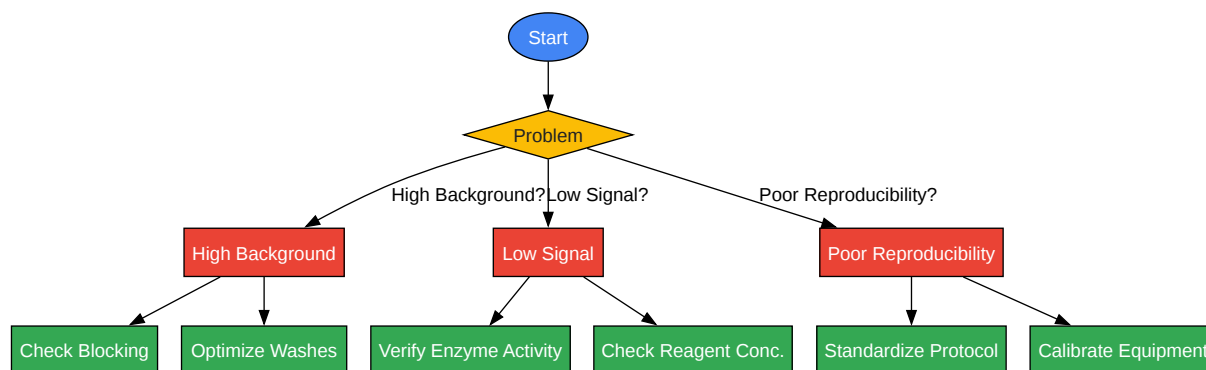 Start
Problem
High Background?
Low Signal?
Poor Reproducibility?
High Background
Low Signal
Poor Reproducibility
Check Blocking
Optimize Washes
Verify Enzyme Activity
Check Reagent Conc.
Standardize Protocol
Calibrate Equipment